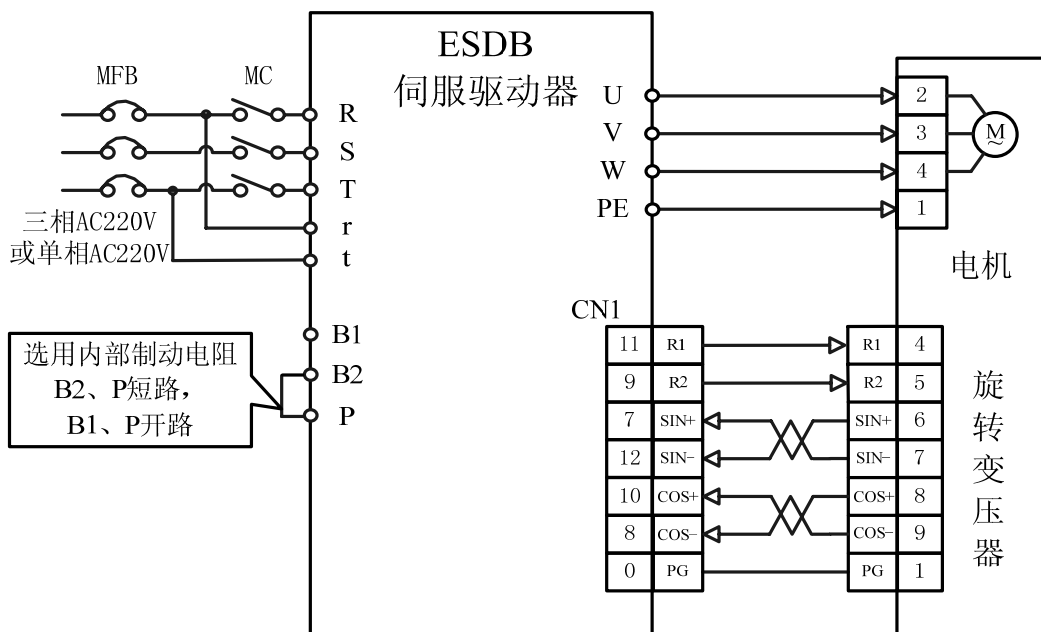 ESDB
伺服驱动器
MFB
MC
R
S
T
r
t
三相AC220V
或单相AC220V
B1
B2
P
选用内部制动电阻
B2、P短路，
B1、P开路
U
V
W
PE
2
3
4
1
M
~
电机
CN1
11 R1 R1 4
9 R2 R2 5
7 SIN+ SIN+ 6
12 SIN- SIN- 7
10 COS+ COS+ 8
8 COS- COS- 9
0 PG PG 1
旋转变压器